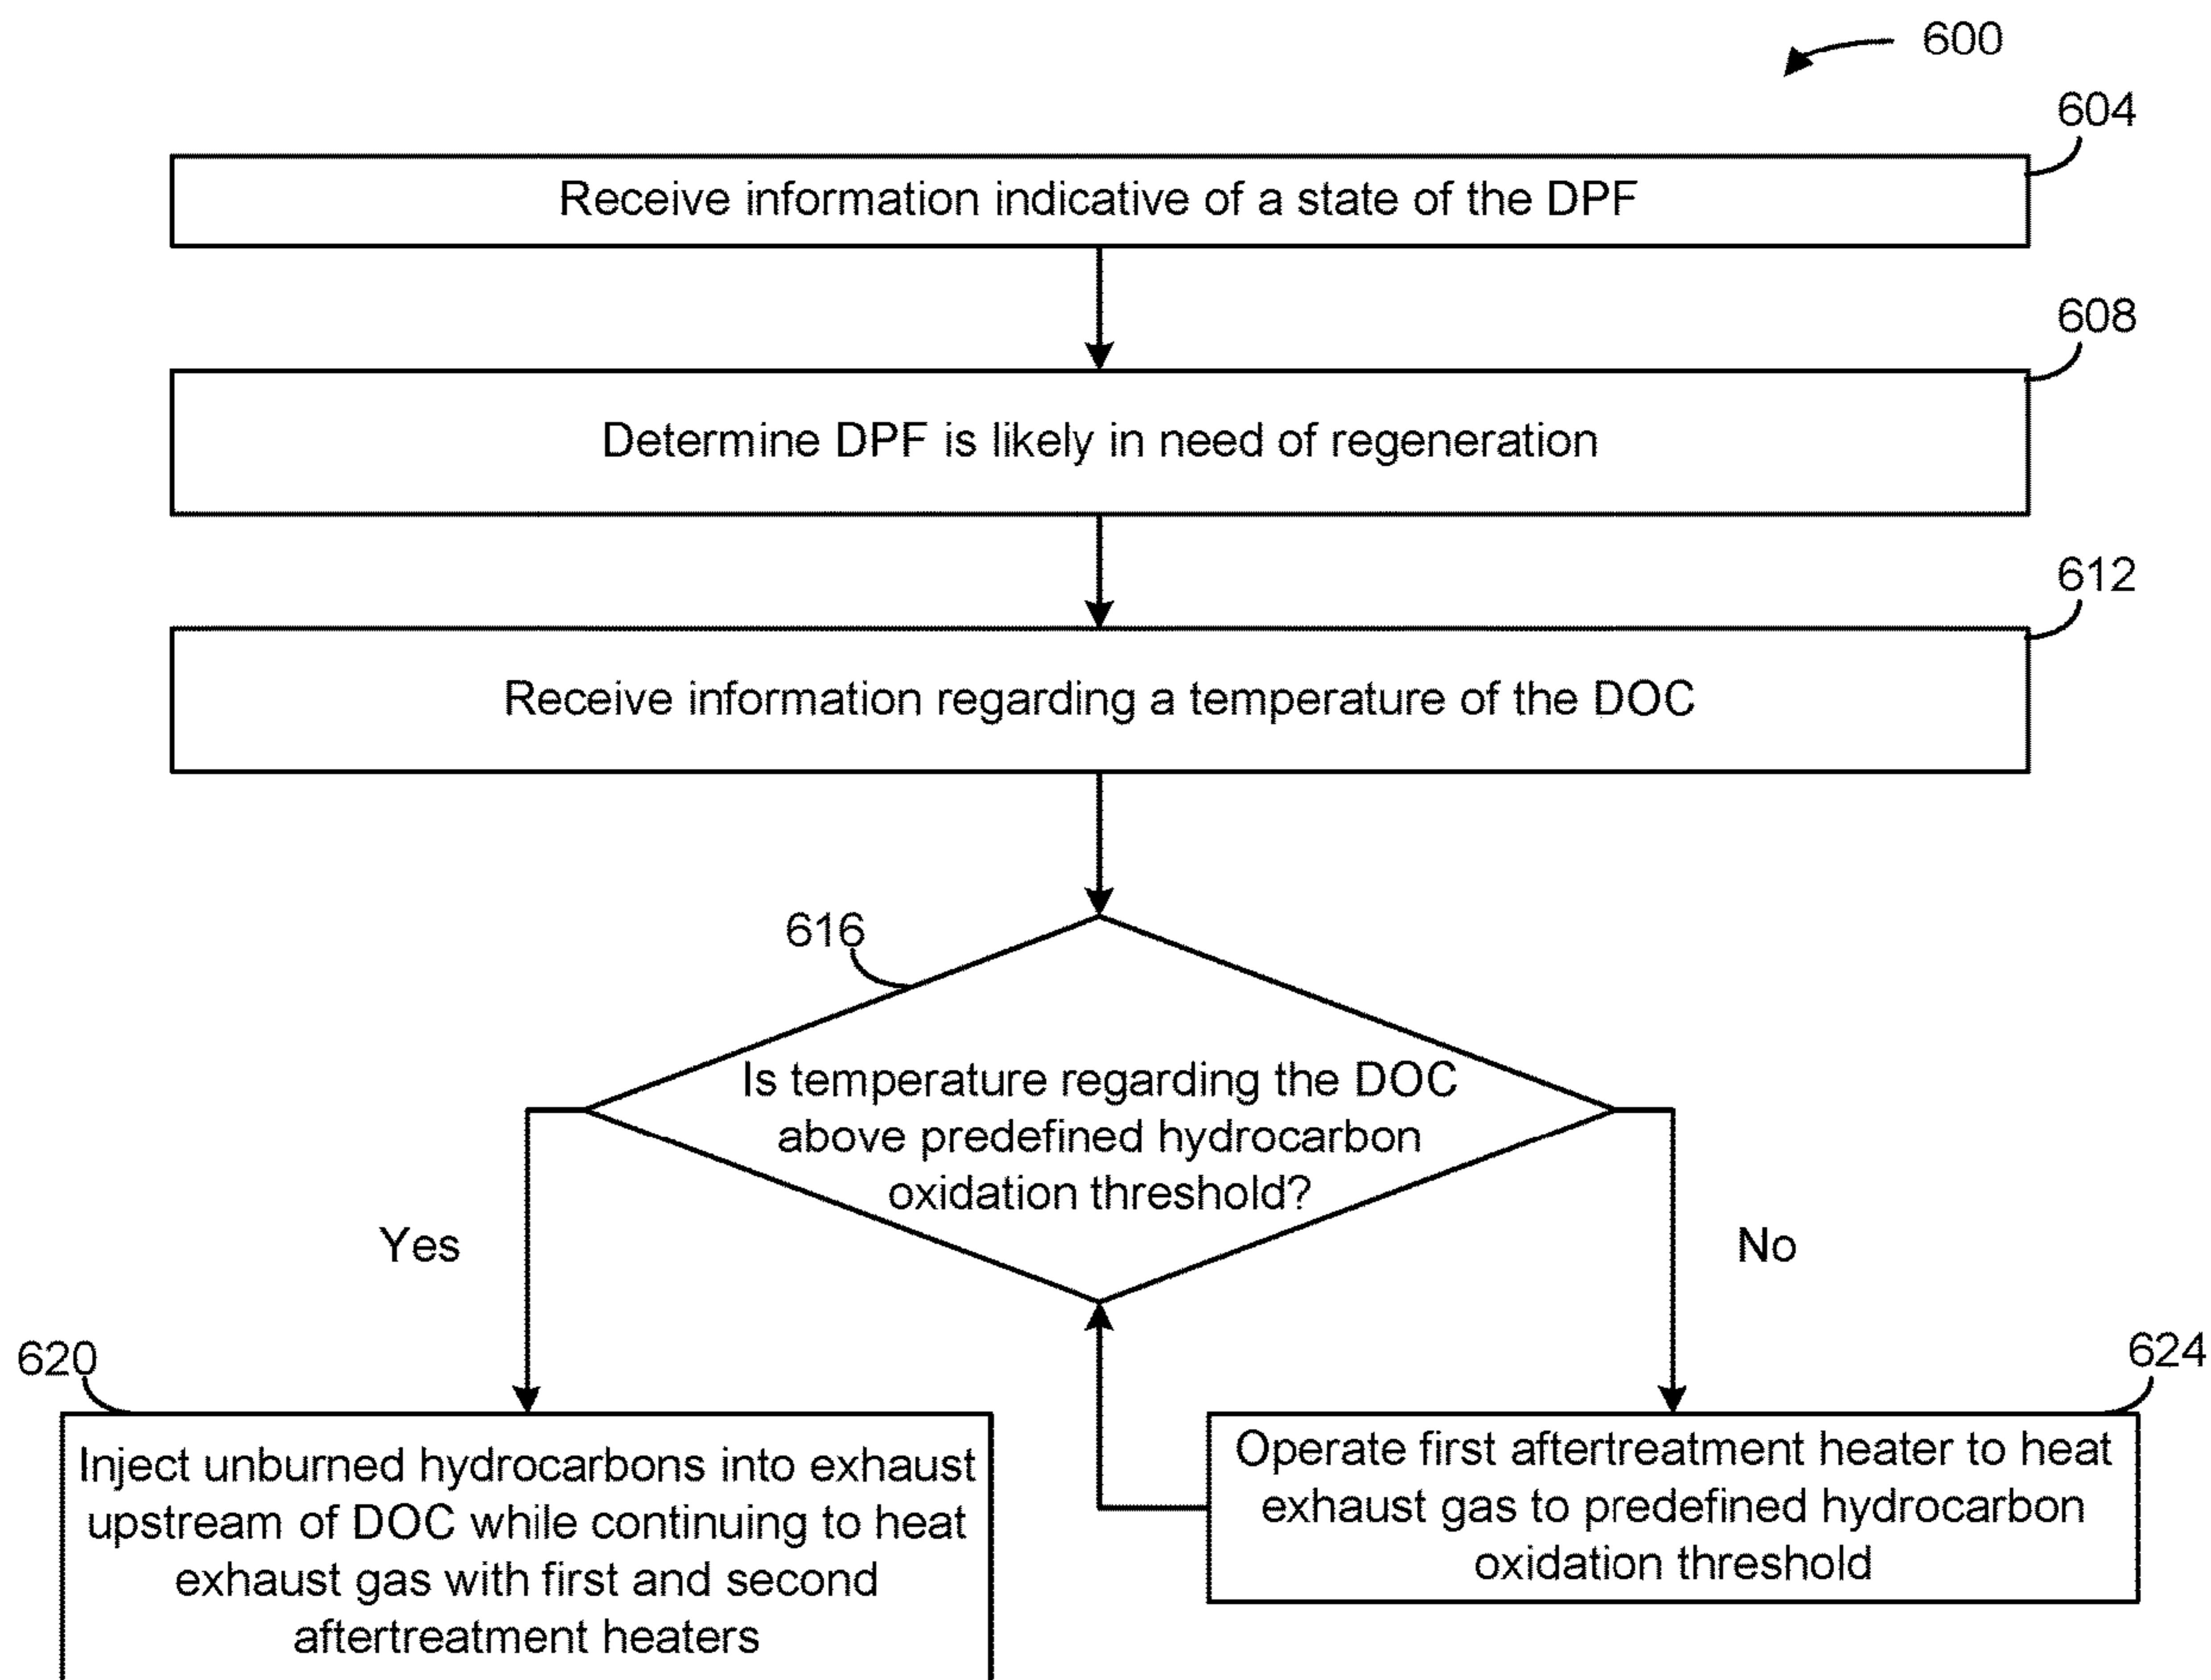 600
604
Receive information indicative of a state of the DPF
608
Determine DPF is likely in need of regeneration
612
Receive information regarding a temperature of the DOC
616
Is temperature regarding the DOC
above predefined hydrocarbon
oxidation threshold?
Yes
No
620
Inject unburned hydrocarbons into exhaust
upstream of DOC while continuing to heat
exhaust gas with first and second
aftertreatment heaters
624
Operate first aftertreatment heater to heat
exhaust gas to predefined hydrocarbon
oxidation threshold